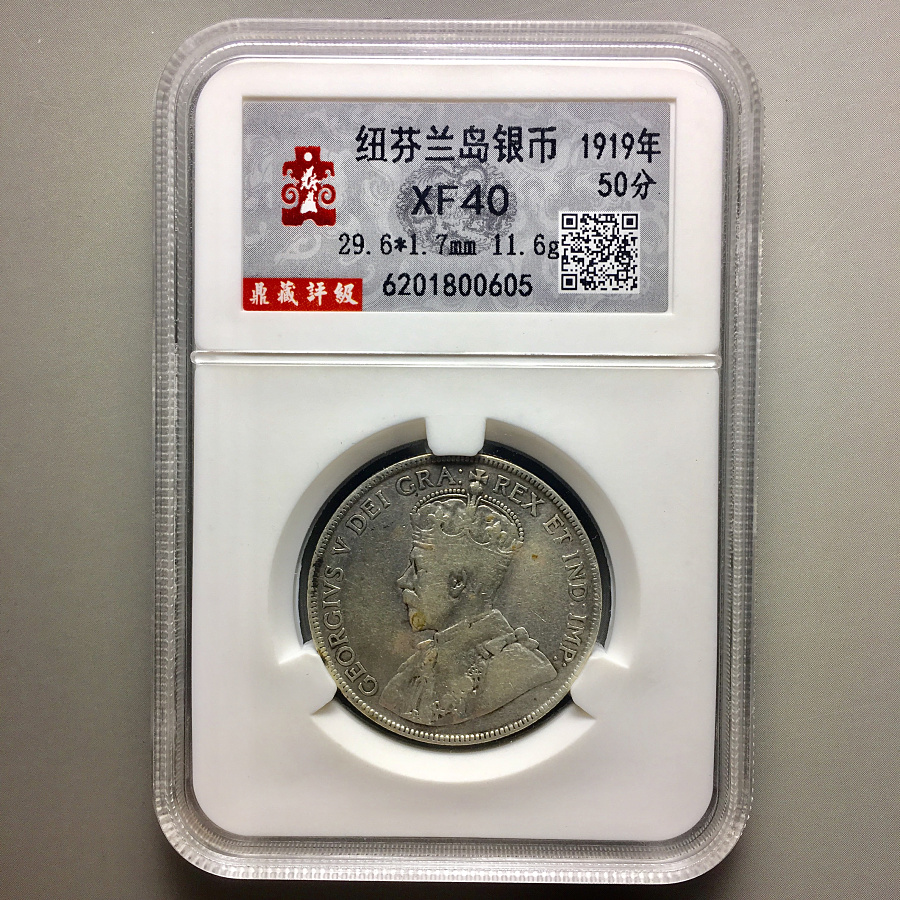 纽芬兰岛银币 1919年
XF40 50分
29.6*1.7mm 11.6g
鼎藏評級 6201800605
GEORGIVS V DEI GRA: REX ET IND: IMP: